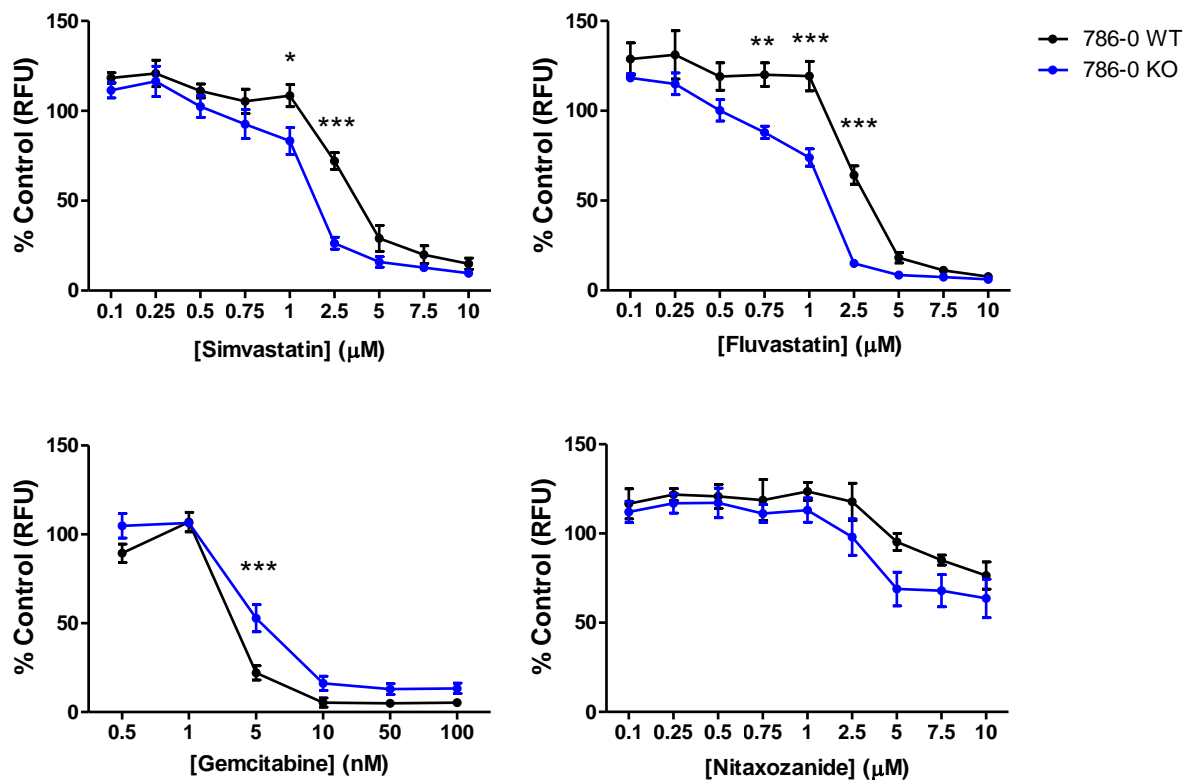 150
100
50
0
% Control (RFU)
*
***
0.1 0.25 0.5 0.75 1 2.5 5 7.5 10
[Simvastatin] (µM)
150
100
50
0
% Control (RFU)
** ***
***
0.1 0.25 0.5 0.75 1 2.5 5 7.5 10
[Fluvastatin] (µM)
786-0 WT
786-0 KO
150
100
50
0
% Control (RFU)
***
0.5 1 5 10 50 100
[Gemcitabine] (nM)
150
100
50
0
% Control (RFU)
0.1 0.25 0.5 0.75 1 2.5 5 7.5 10
[Nitaxozanide] (µM)